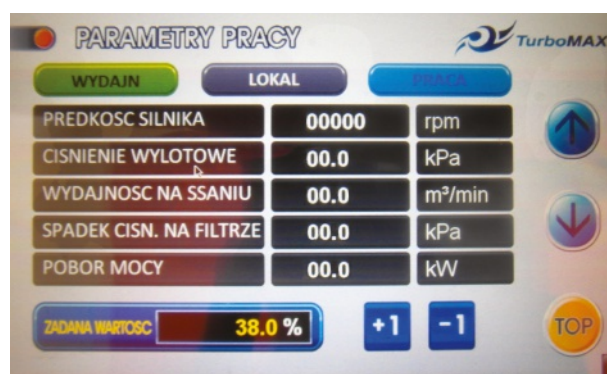 PARAMETRY PRACY
TurboMAX
WYDAJN LOKAL PRACA
PREDKOSC SILNIKA 00000 rpm
CISNIENIE WYLOTOWE 00.0 kPa
WYDAJNOSC NA SSANIU 00.0 m³/min
SPADEK CISN. NA FILTRZE 00.0 kPa
POBOR MOCY 00.0 kW
ZADANA WARTOSC 38.0 % +1 -1 TOP